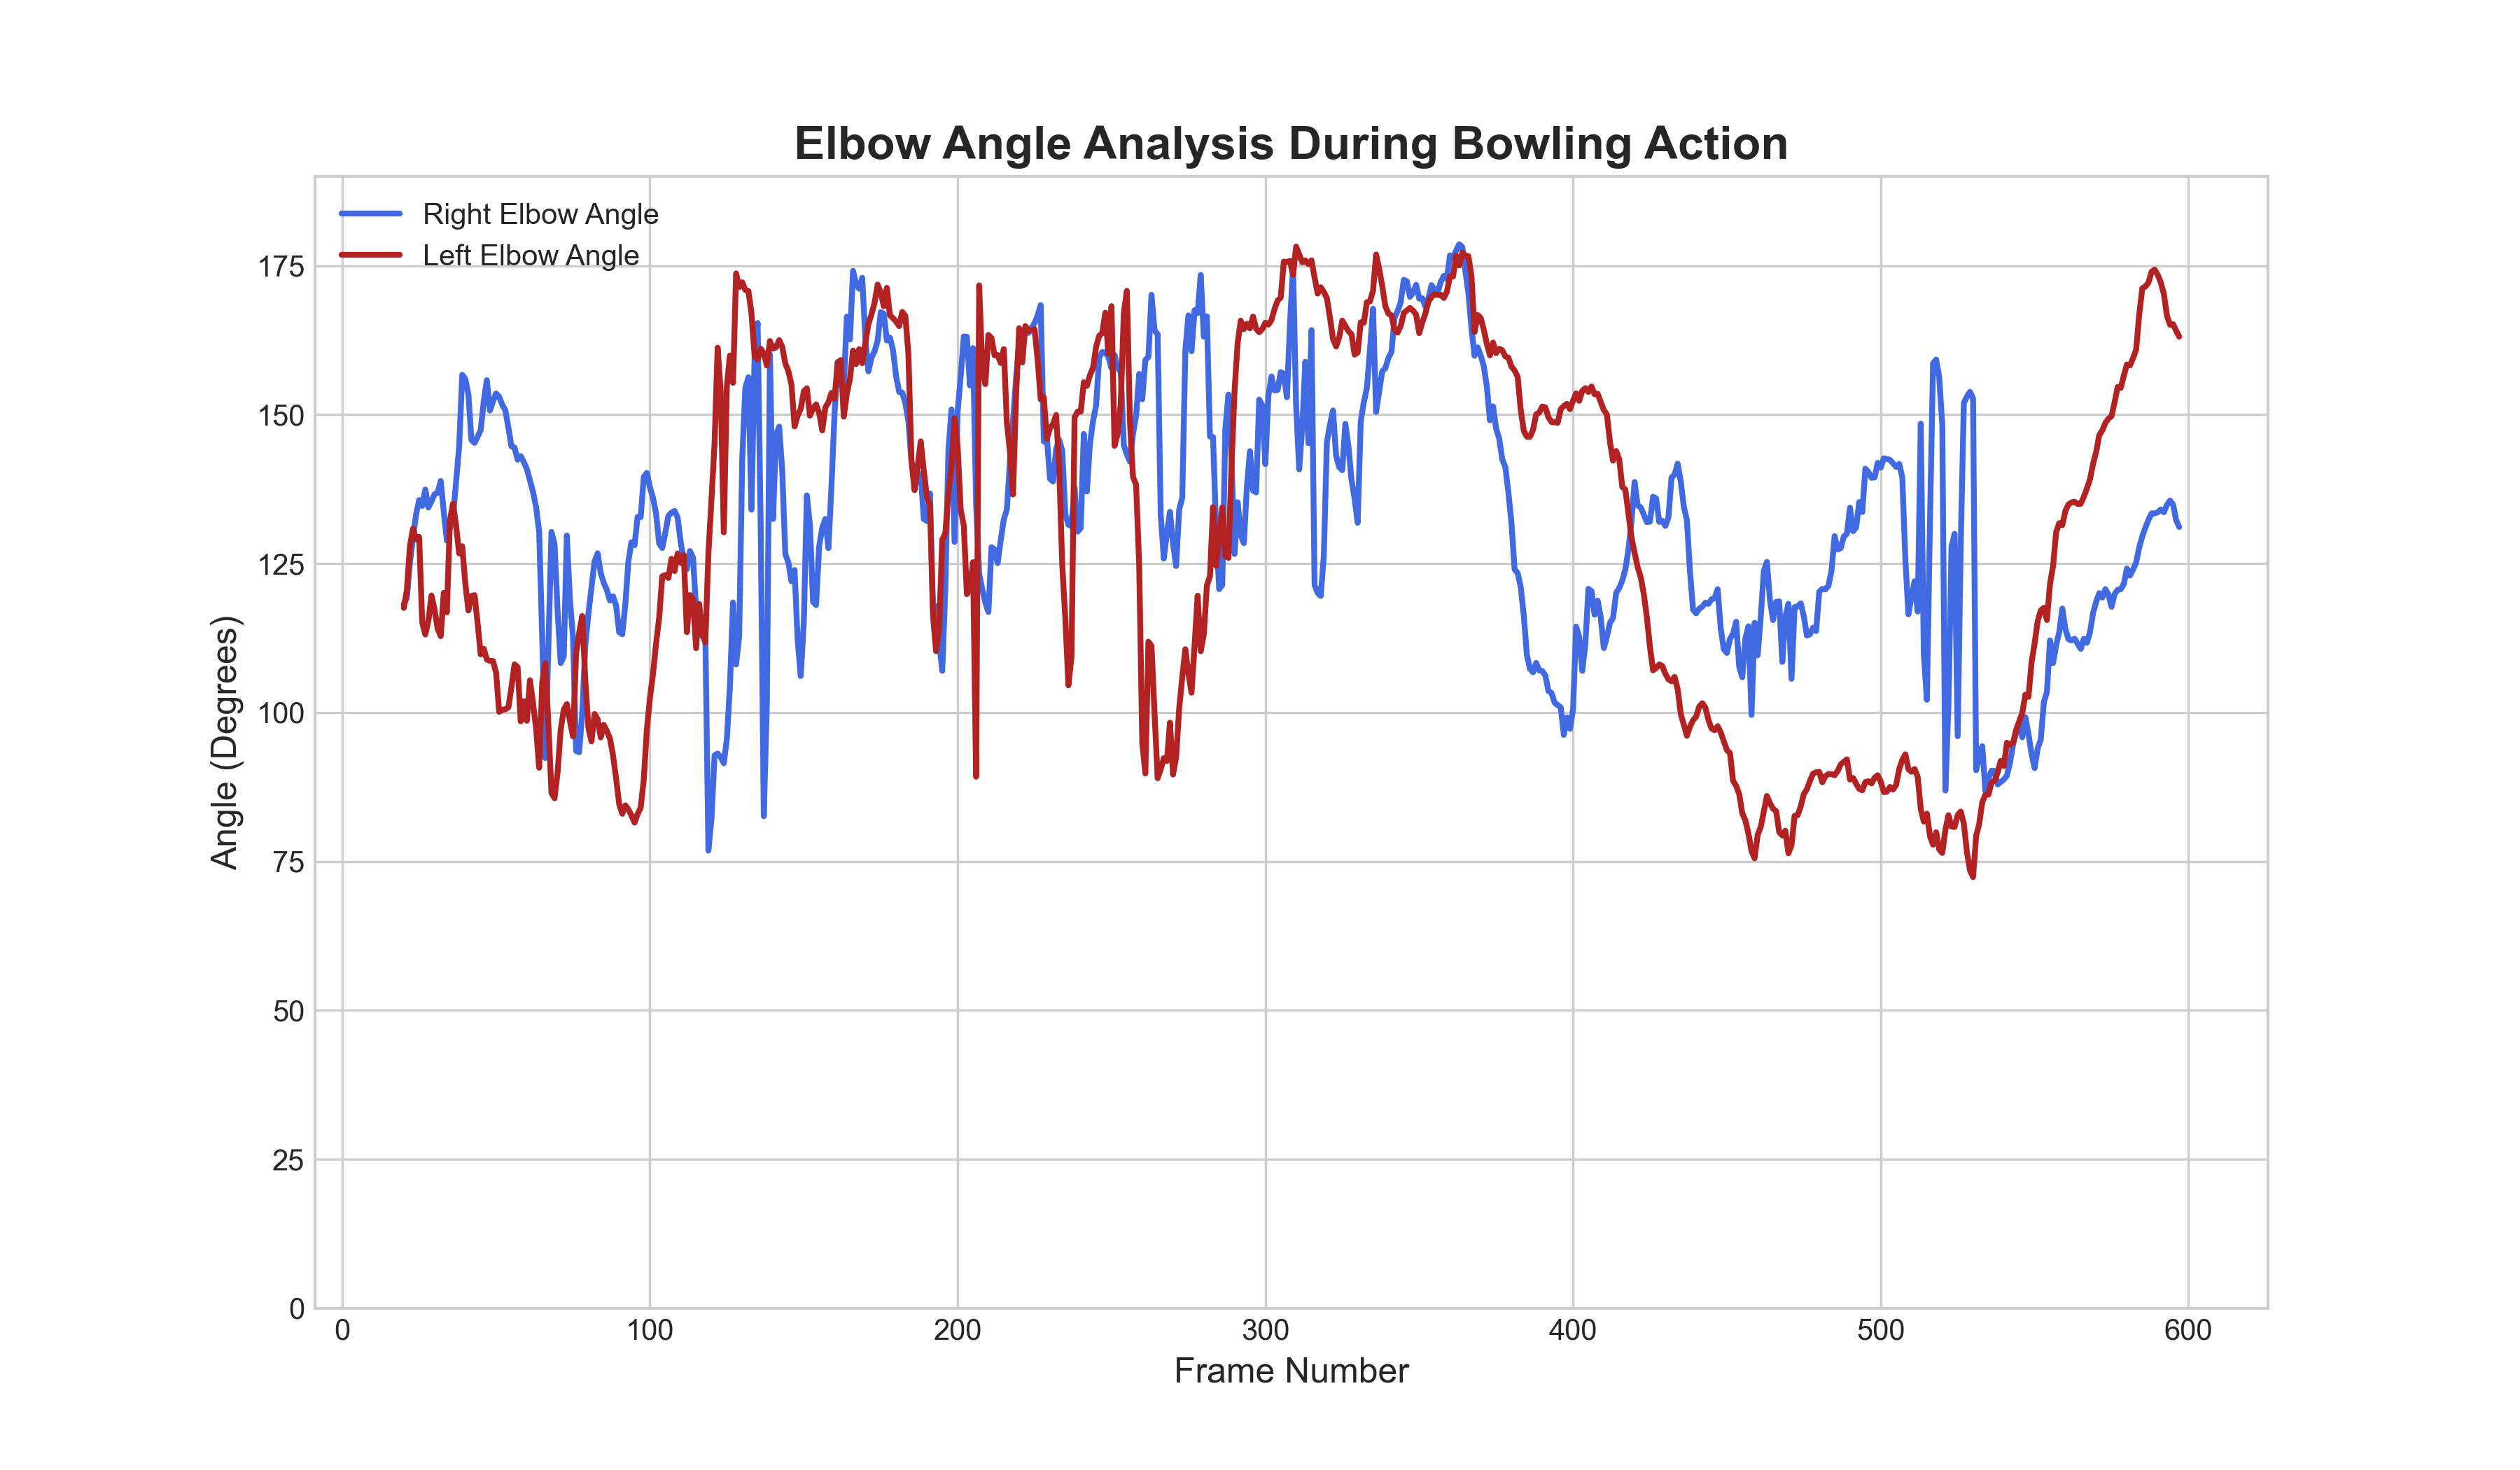 Elbow Angle Analysis During Bowling Action
Right Elbow Angle
Left Elbow Angle
Angle (Degrees)
175
150
125
100
75
50
25
0
0 100 200 300 400 500 600
Frame Number